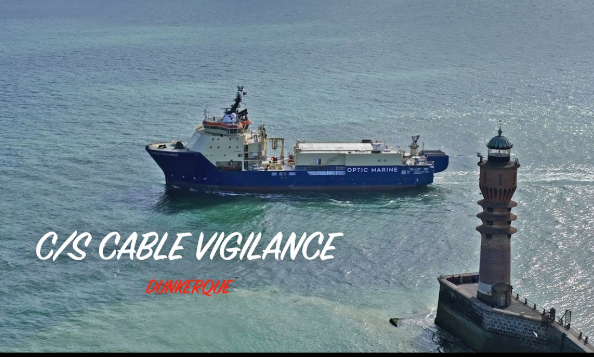 OPTIC MARINE
C/S CABLE VIGILANCE
DUNKERQUE